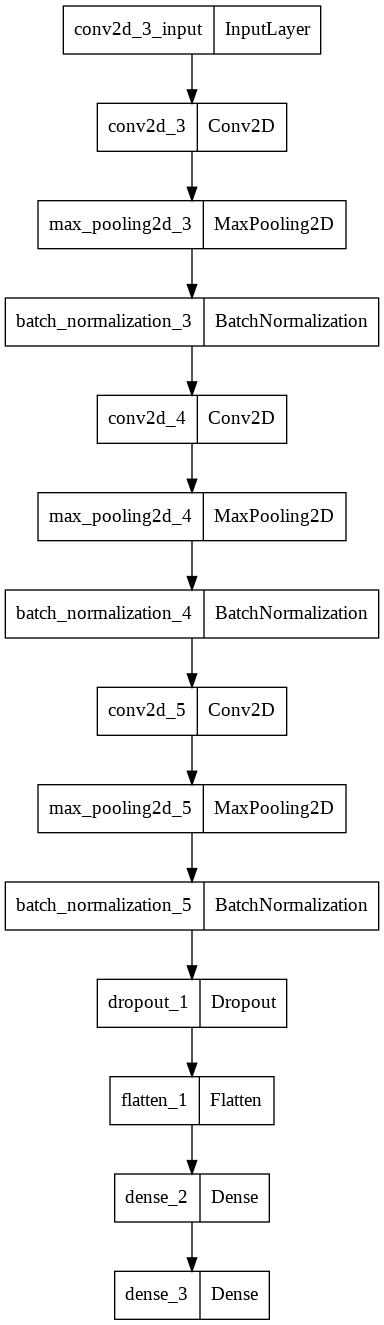 conv2d_3_input InputLayer
conv2d_3 Conv2D
max_pooling2d_3 MaxPooling2D
batch_normalization_3 BatchNormalization
conv2d_4 Conv2D
max_pooling2d_4 MaxPooling2D
batch_normalization_4 BatchNormalization
conv2d_5 Conv2D
max_pooling2d_5 MaxPooling2D
batch_normalization_5 BatchNormalization
dropout_1 Dropout
flatten_1 Flatten
dense_2 Dense
dense_3 Dense